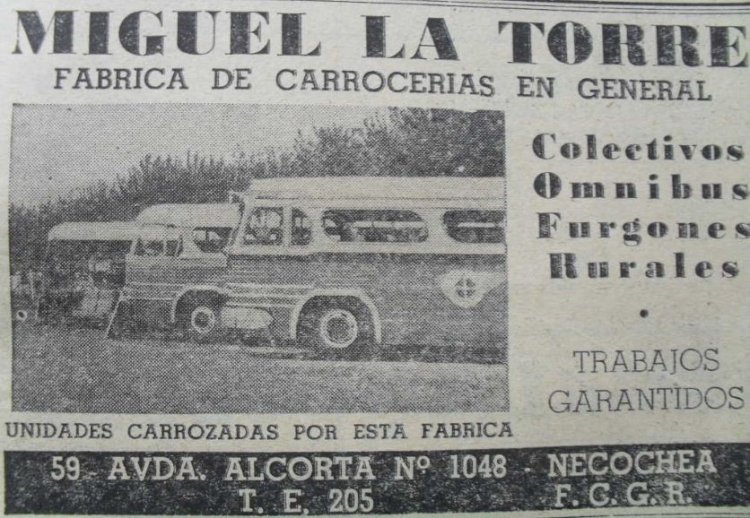 MIGUEL LA TORRE
FABRICA DE CARROCERIAS EN GENERAL
Colectivos
Omnibus
Furgones
Rurales
•
TRABAJOS
GARANTIDOS
UNIDADES CARROZADAS POR ESTA FABRICA
59 - AVDA. ALCORTA Nº 1048 - NECOCHEA
T. E. 205 F. C. G. R.